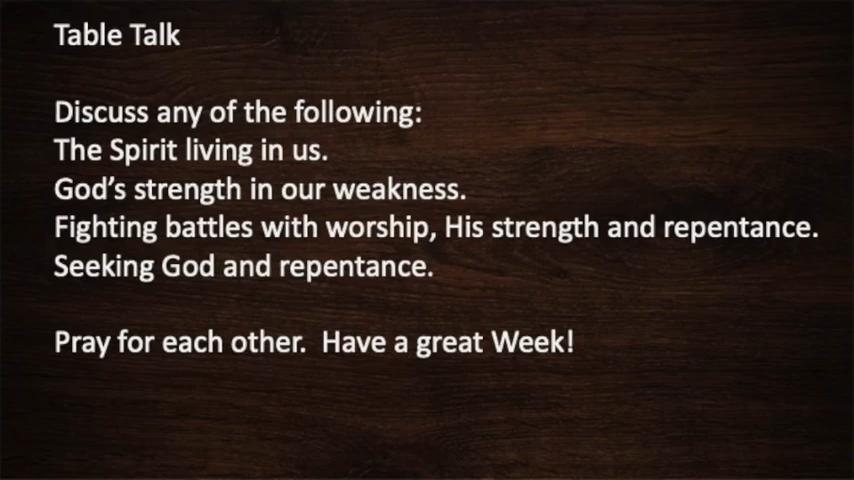 Table Talk
Discuss any of the following:
The Spirit living in us.
God’s strength in our weakness.
Fighting battles with worship, His strength and repentance.
Seeking God and repentance.
Pray for each other.  Have a great Week!